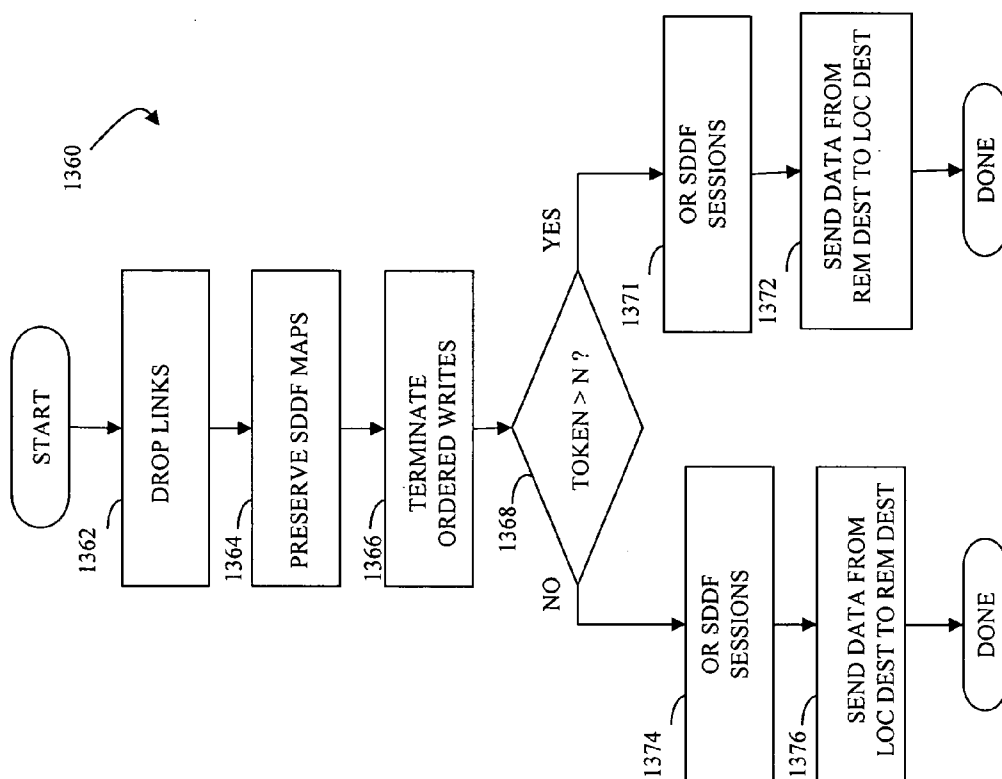 1360
START
1362
DROP LINKS
1364
PRESERVE SDDF MAPS
1366
TERMINATE
ORDERED WRITES
1368
TOKEN > N ?
NO
YES
1374
OR SDDF
SESSIONS
1376
SEND DATA FROM
LOC DEST TO REM DEST
DONE
1371
OR SDDF
SESSIONS
1372
SEND DATA FROM
REM DEST TO LOC DEST
DONE